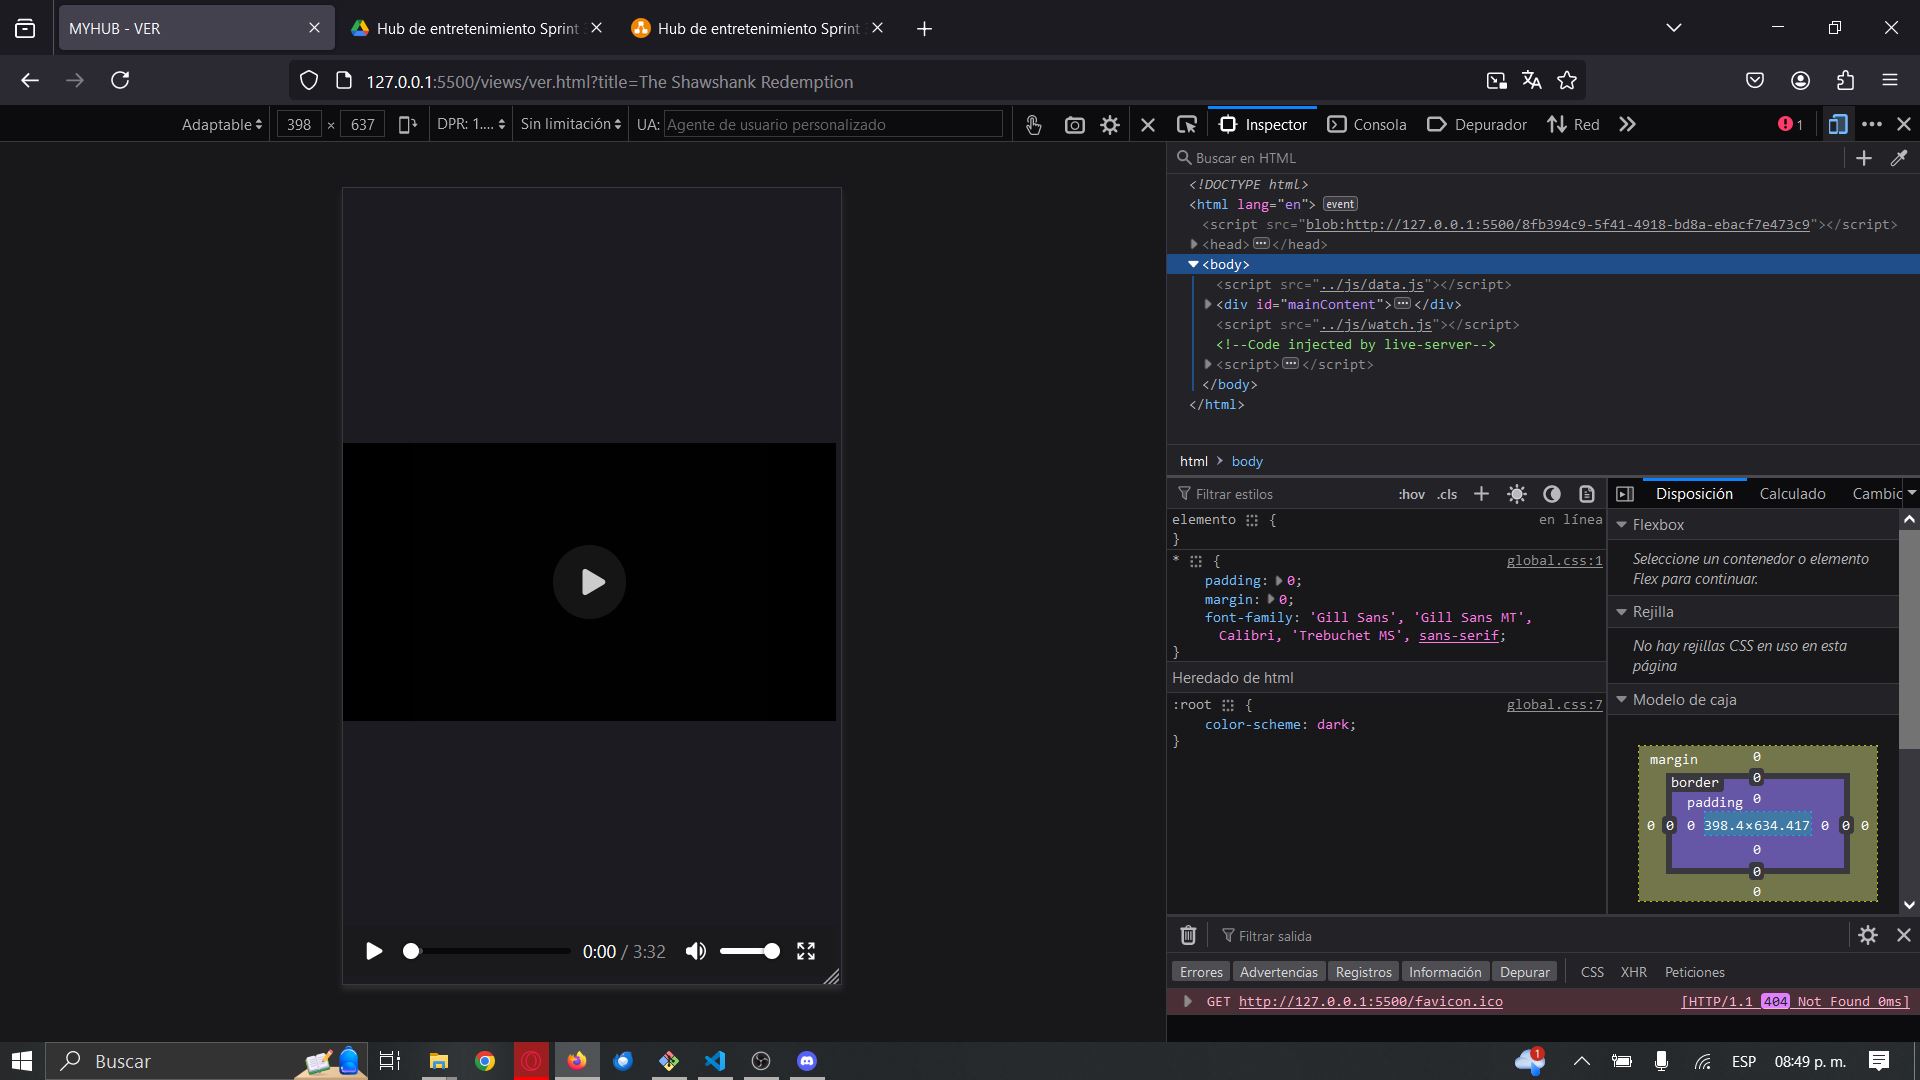 MYHUB - VER
Hub de entretenimiento Sprint
Hub de entretenimiento Sprint
127.0.0.1:5500/views/ver.html?title=The Shawshank Redemption
Adaptable 398 × 637 DPR: 1.... Sin limitación UA: Agente de usuario personalizado
Inspector Consola Depurador Red 1
Buscar en HTML
<!DOCTYPE html>
<html lang="en"> event
<script src="blob:http://127.0.0.1:5500/8fb394c9-5f41-4918-bd8a-ebacf7e473c9"></script>
<head>···</head>
<body>
<script src="../js/data.js"></script>
<div id="mainContent">···</div>
<script src="../js/watch.js"></script>
<!--Code injected by live-server-->
<script>···</script>
</body>
</html>
html > body
Filtrar estilos :hov .cls
elemento { en línea
}
* { global.css:1
padding: 0;
margin: 0;
font-family: 'Gill Sans', 'Gill Sans MT',
Calibri, 'Trebuchet MS', sans-serif;
}
Heredado de html
:root { global.css:7
color-scheme: dark;
}
Disposición Calculado Cambic
Flexbox
Seleccione un contenedor o elemento
Flex para continuar.
Rejilla
No hay rejillas CSS en uso en esta
página
Modelo de caja
margin 0
border 0
padding 0
0 0 0 398.4×634.417 0 0 0
0
0
0
0:00 / 3:32
Filtrar salida
Errores Advertencias Registros Información Depurar CSS XHR Peticiones
GET http://127.0.0.1:5500/favicon.ico [HTTP/1.1 404 Not Found 0ms]
Buscar
1 ESP 08:49 p. m.